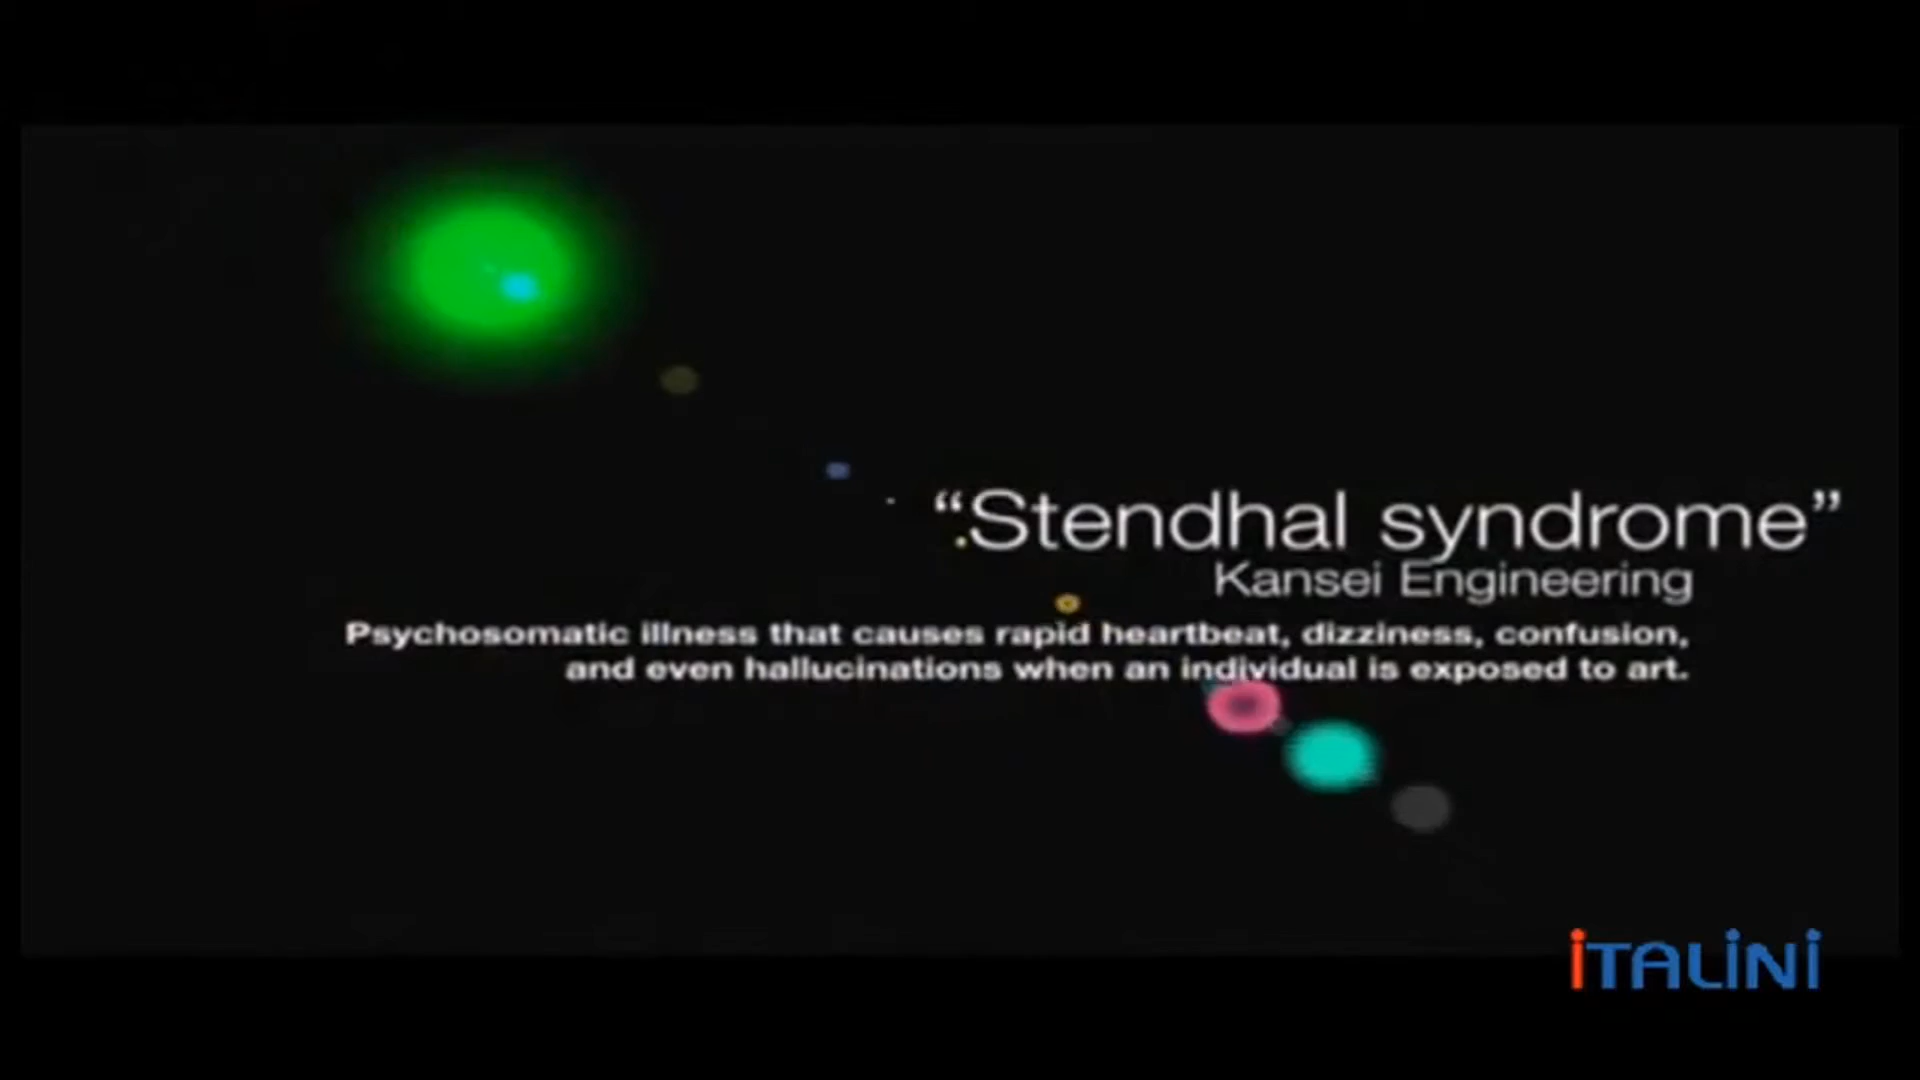 “Stendhal syndrome”
Kansei Engineering
Psychosomatic illness that causes rapid heartbeat, dizziness, confusion,
and even hallucinations when an individual is exposed to art.
iTALiNi